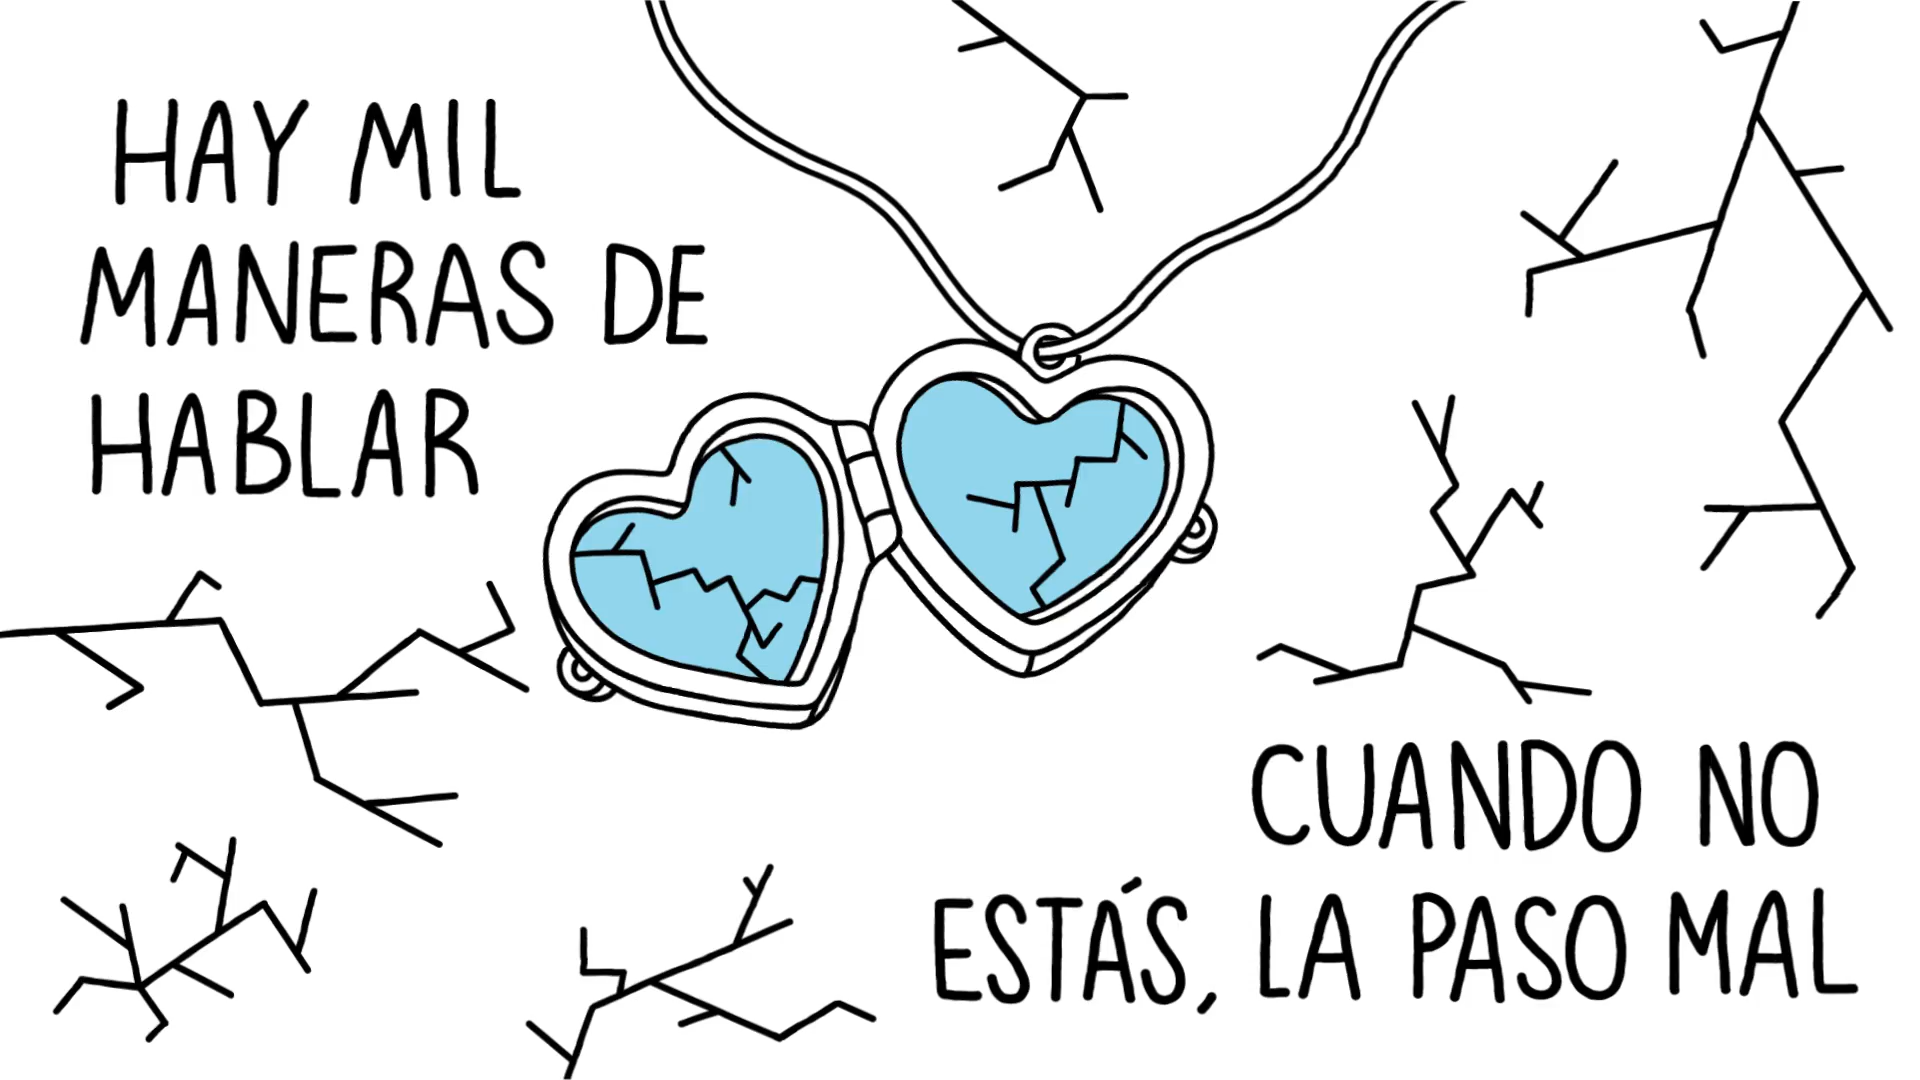 HAY MIL
MANERAS DE
HABLAR
CUANDO NO
ESTÁS, LA PASO MAL